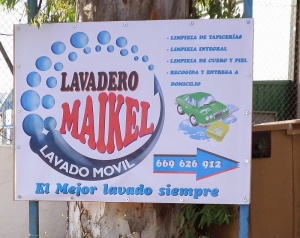 LAVADERO
MAIKEL
LAVADO MOVIL
- LIMPIEZA DE TAPICERIAS
- LIMPIEZA INTEGRAL
- LIMPIEZA DE CUERO Y PIEL
- RECOGIDA Y ENTREGA A
DOMICILIO
669 626 912
El Mejor lavado siempre